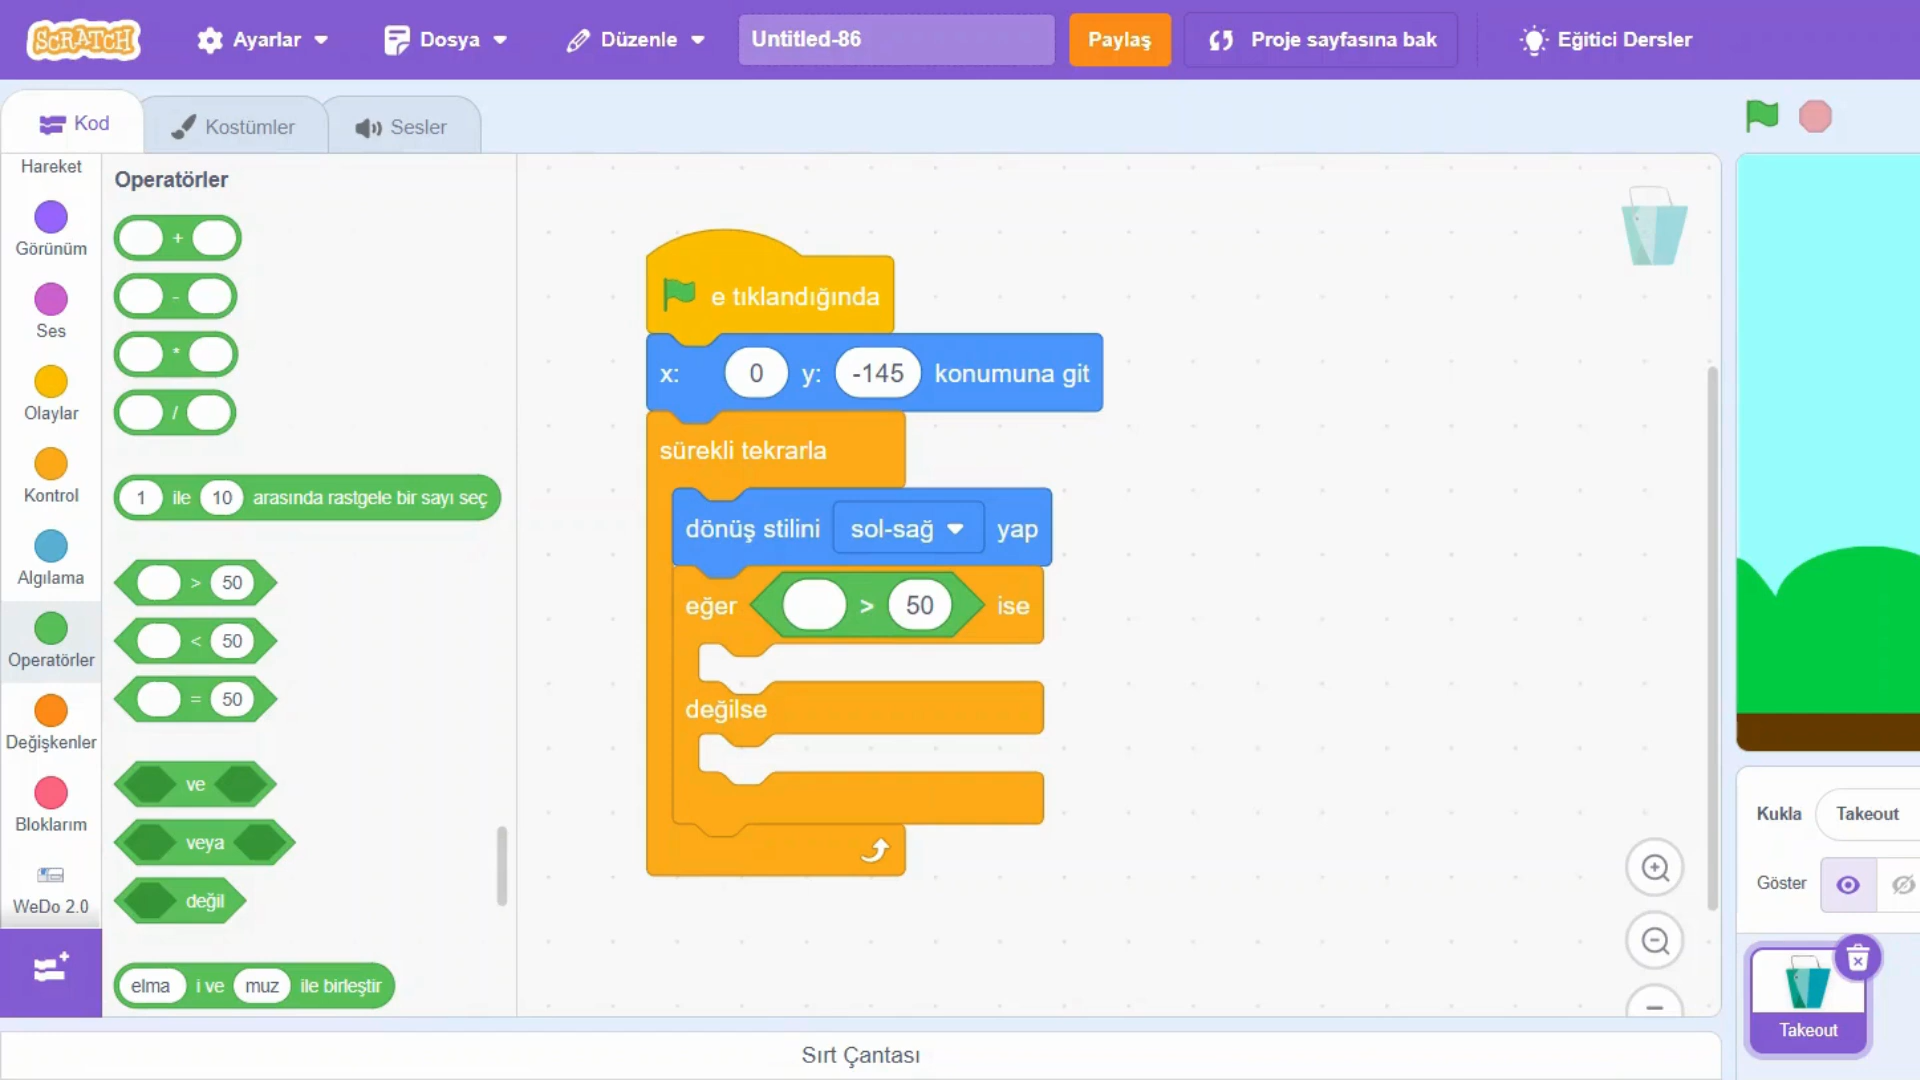 SCRATCH Ayarlar Dosya Düzenle Untitled-86 Paylaş Proje sayfasına bak Eğitici Dersler
Kod Kostümler Sesler
Hareket
Görünüm
Ses
Olaylar
Kontrol
Algılama
Operatörler
Değişkenler
Bloklarım
WeDo 2.0
Operatörler
+
-
*
/
1 ile 10 arasında rastgele bir sayı seç
> 50
< 50
= 50
ve
veya
değil
elma i ve muz ile birleştir
e tıklandığında
x: 0 y: -145 konumuna git
sürekli tekrarla
dönüş stilini sol-sağ yap
eğer > 50 ise
değilse
Kukla Takeout
Göster
Takeout
Sırt Çantası